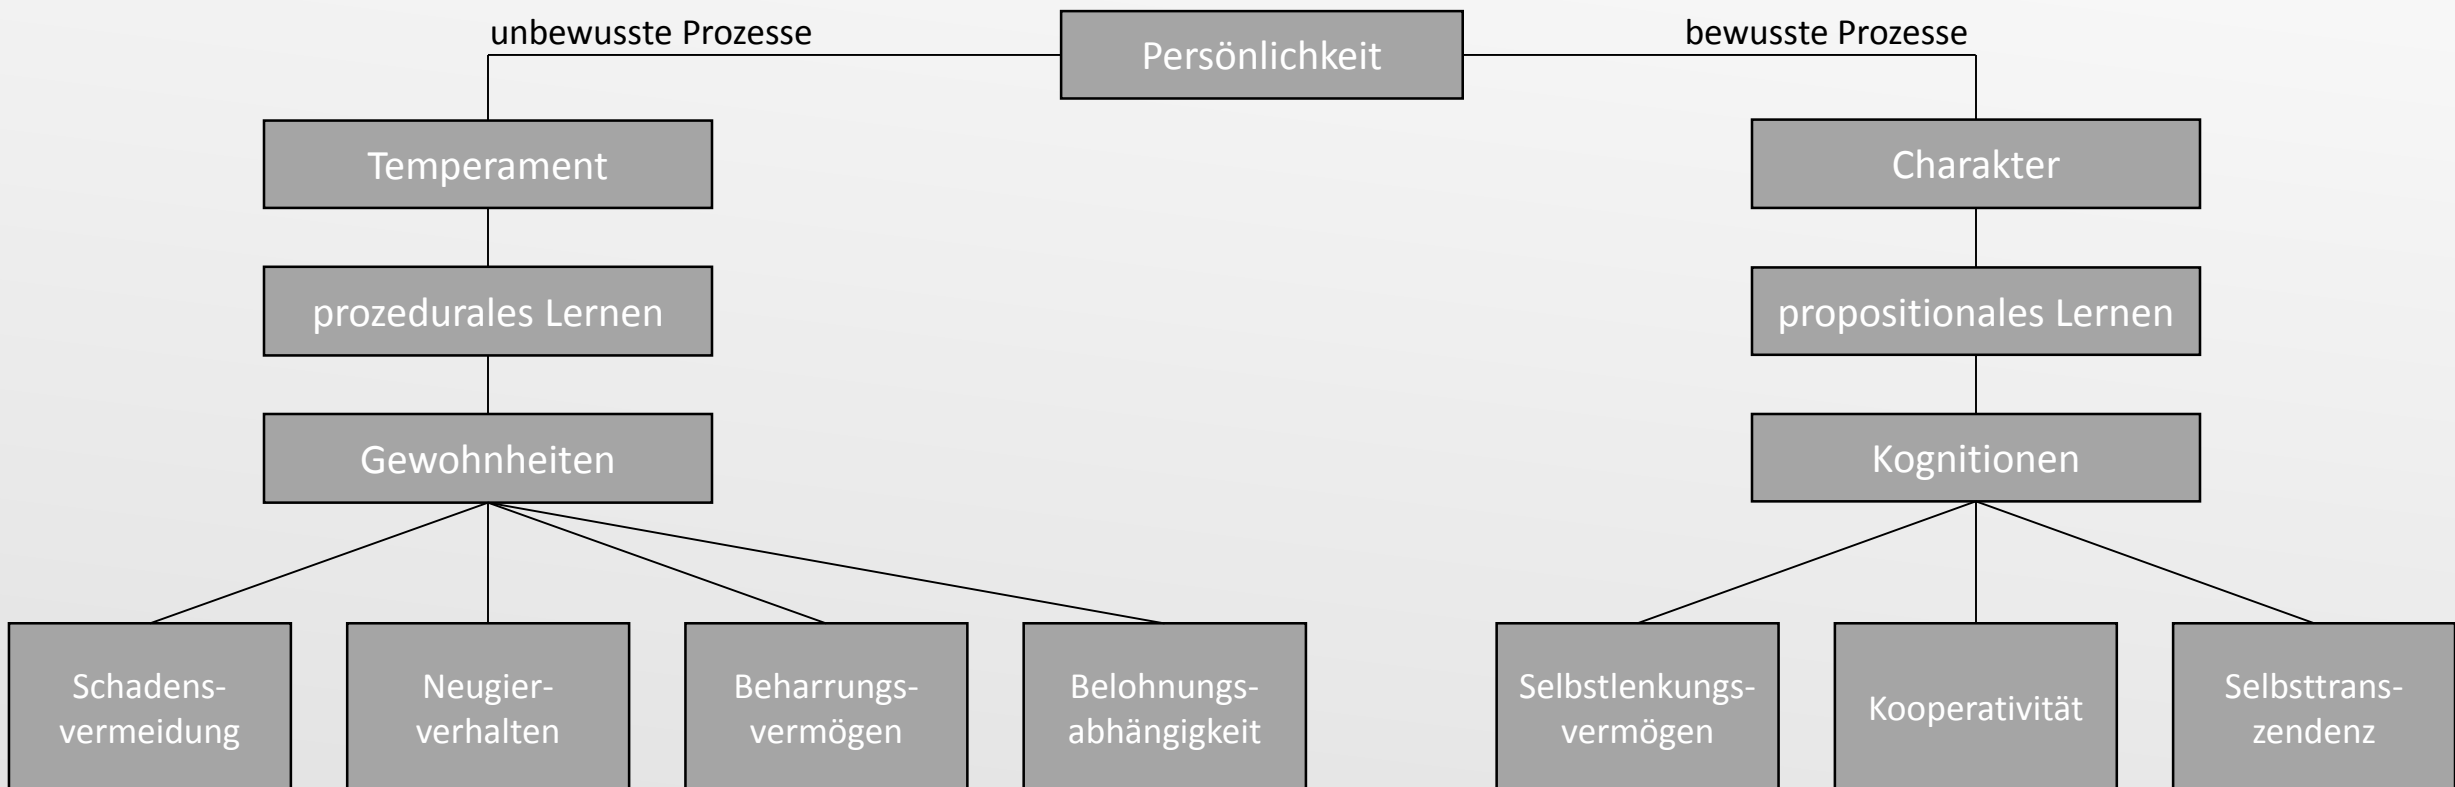 unbewusste Prozesse
Persönlichkeit
bewusste Prozesse
Temperament
Charakter
prozedurales Lernen
propositionales Lernen
Gewohnheiten
Kognitionen
Schadens-
vermeidung
Neugier-
verhalten
Beharrungs-
vermögen
Belohnungs-
abhängigkeit
Selbstlenkungs-
vermögen
Kooperativität
Selbsttrans-
zendenz